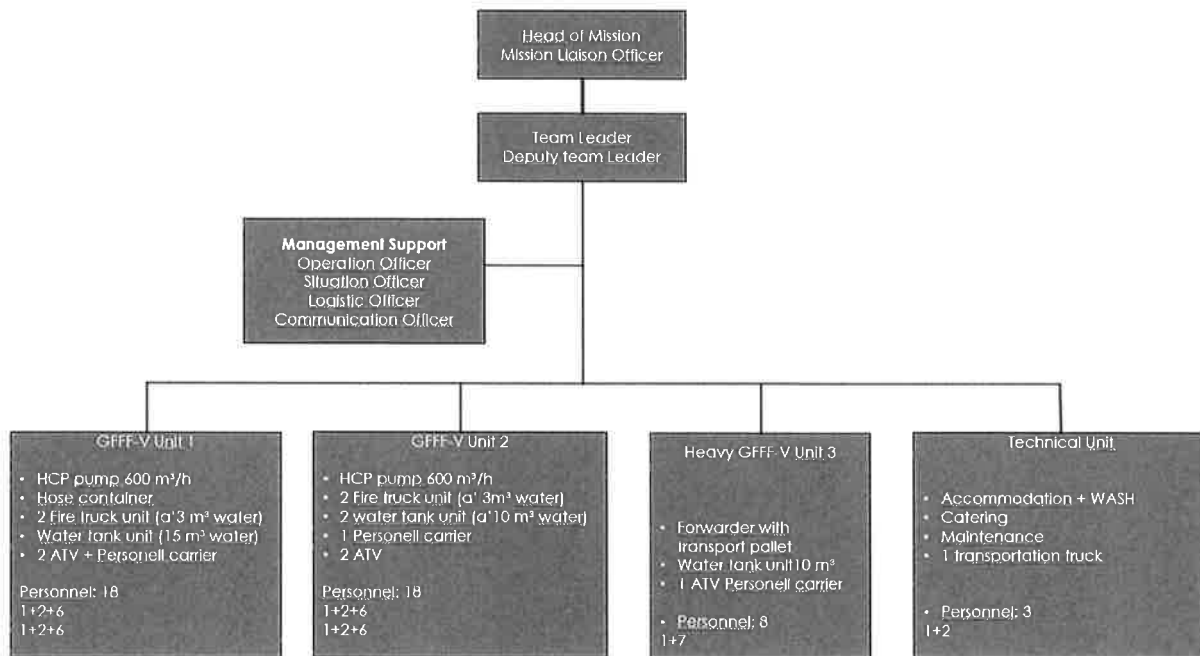 Head of Mission
Mission Liaison Officer
Team Leader
Deputy team Leader
Management Support
Operation Officer
Situation Officer
Logistic Officer
Communication Officer
GFFF-V Unit 1
• HCP pump 600 m³/h
• Hose container
• 2 Fire truck unit (a'3 m³ water)
• Water tank unit (15 m³ water)
• 2 ATV + Personell carrier
Personnel: 18
1+2+6
1+2+6
GFFF-V Unit 2
• HCP pump 600 m³/h
• 2 Fire truck unit (a' 3m³ water)
• 2 water tank unit (a'10 m³ water)
• 1 Personell carrier
• 2 ATV
Personnel: 18
1+2+6
1+2+6
Heavy GFFF-V Unit 3
• Forwarder with
transport pallet
• Water tank unit10 m³
• 1 ATV Personell carrier
• Personnel: 8
1+7
Technical Unit
• Accommodation + WASH
• Catering
• Maintenance
• 1 transportation truck
• Personnel: 3
1+2